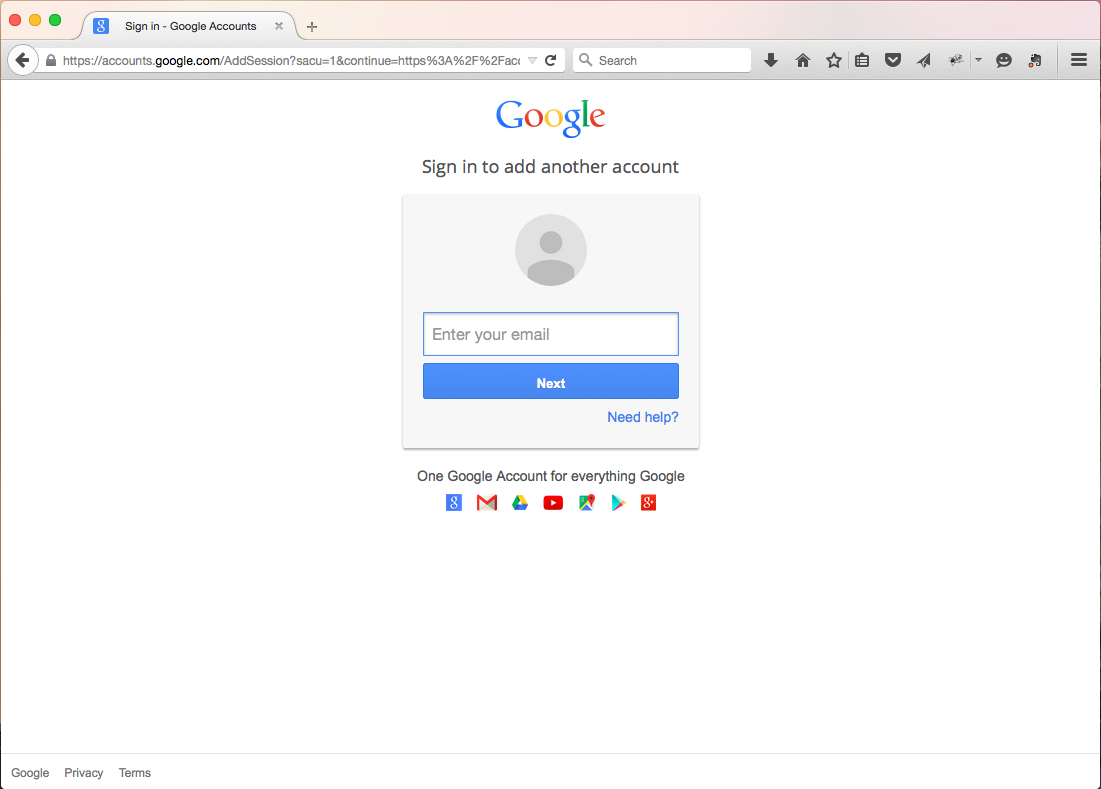 Sign in - Google Accounts
https://accounts.google.com/AddSession?sacu=1&continue=https%3A%2F%2Facc
Search
Google
Sign in to add another account
Enter your email
Next
Need help?
One Google Account for everything Google
Google Privacy Terms